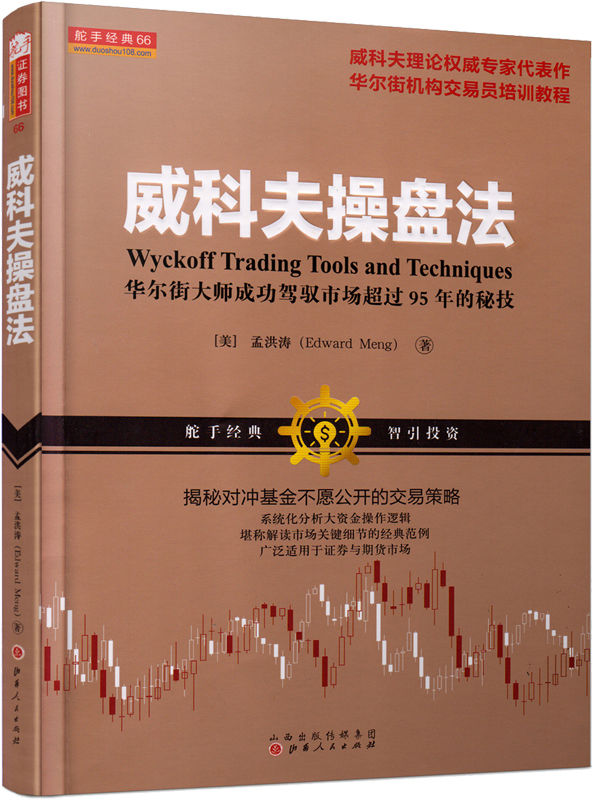 舵手经典66
www.duoshou108.com
威科夫理论权威专家代表作
华尔街机构交易员培训教程
威科夫操盘法
Wyckoff Trading Tools and Techniques
华尔街大师成功驾驭市场超过 95 年的秘技
[美] 孟洪涛 (Edward Meng) 著
舵手经典 智引投资
$
揭秘对冲基金不愿公开的交易策略
系统化分析大资金操作逻辑
堪称解读市场关键细节的经典范例
广泛适用于证券与期货市场
山西出版传媒集团
山西人民出版社
证券图书
66
威科夫操盘法
[美] 孟洪涛 (Edward Meng) 著
山西人民出版社